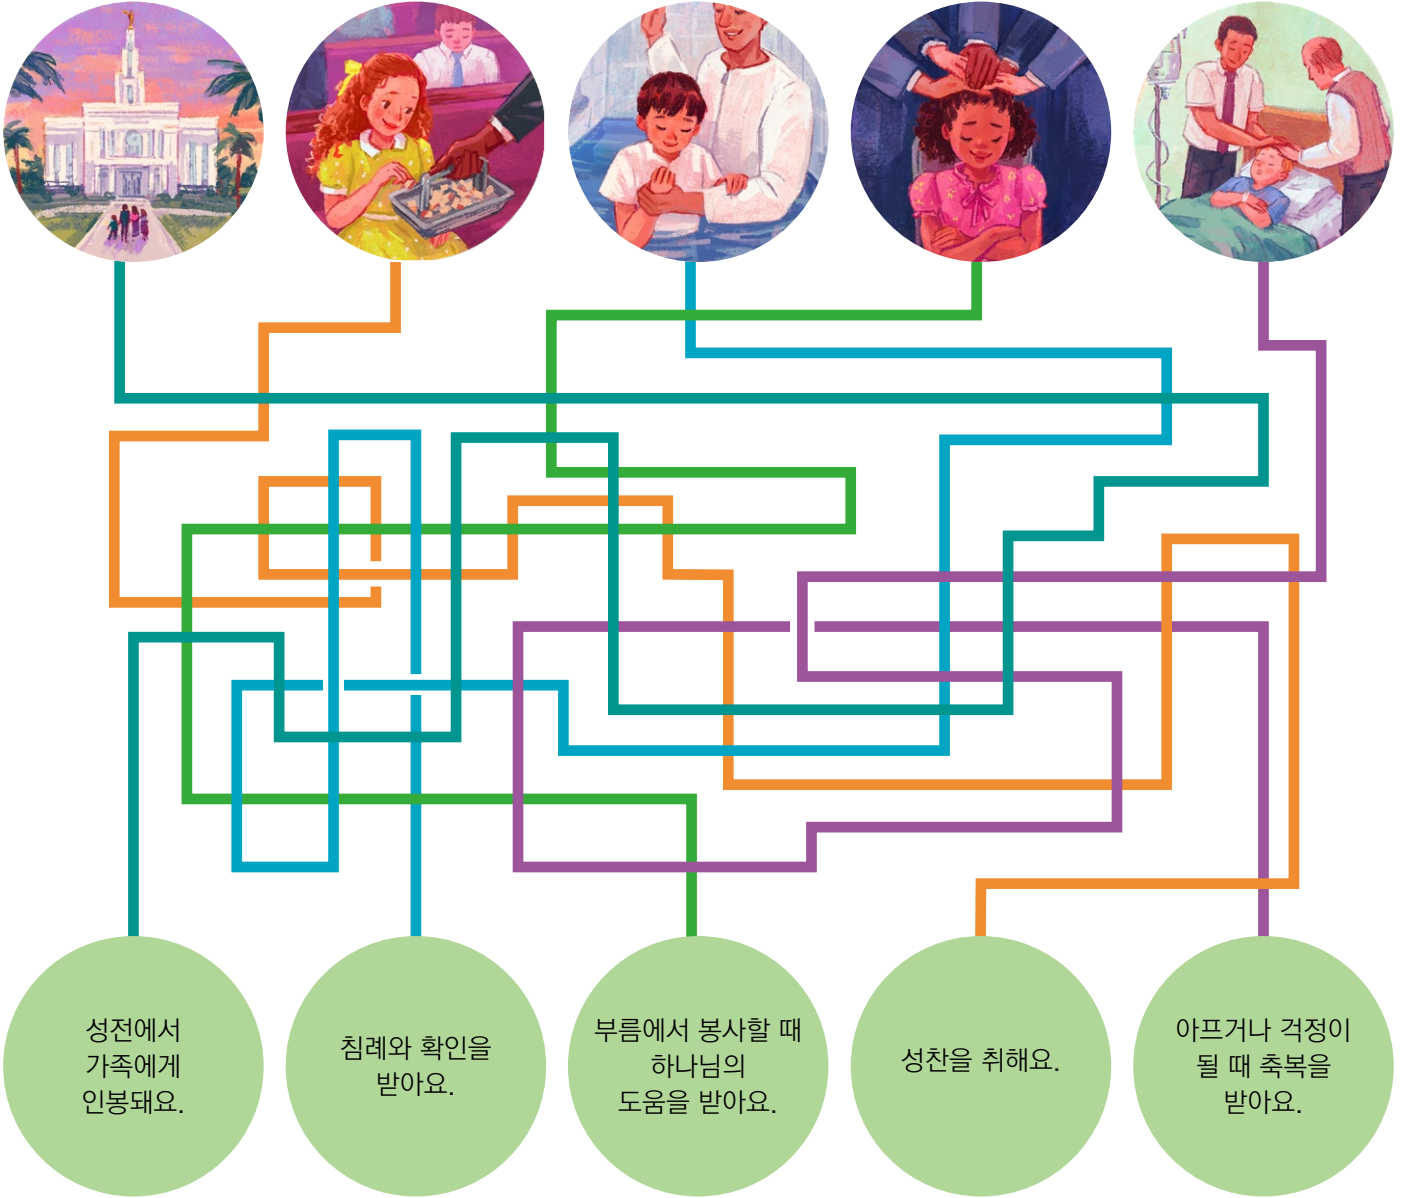 성전에서
가족에게
인봉돼요.
침례와 확인을
받아요.
부름에서 봉사할 때
하나님의
도움을 받아요.
성찬을 취해요.
아프거나 걱정이
될 때 축복을
받아요.